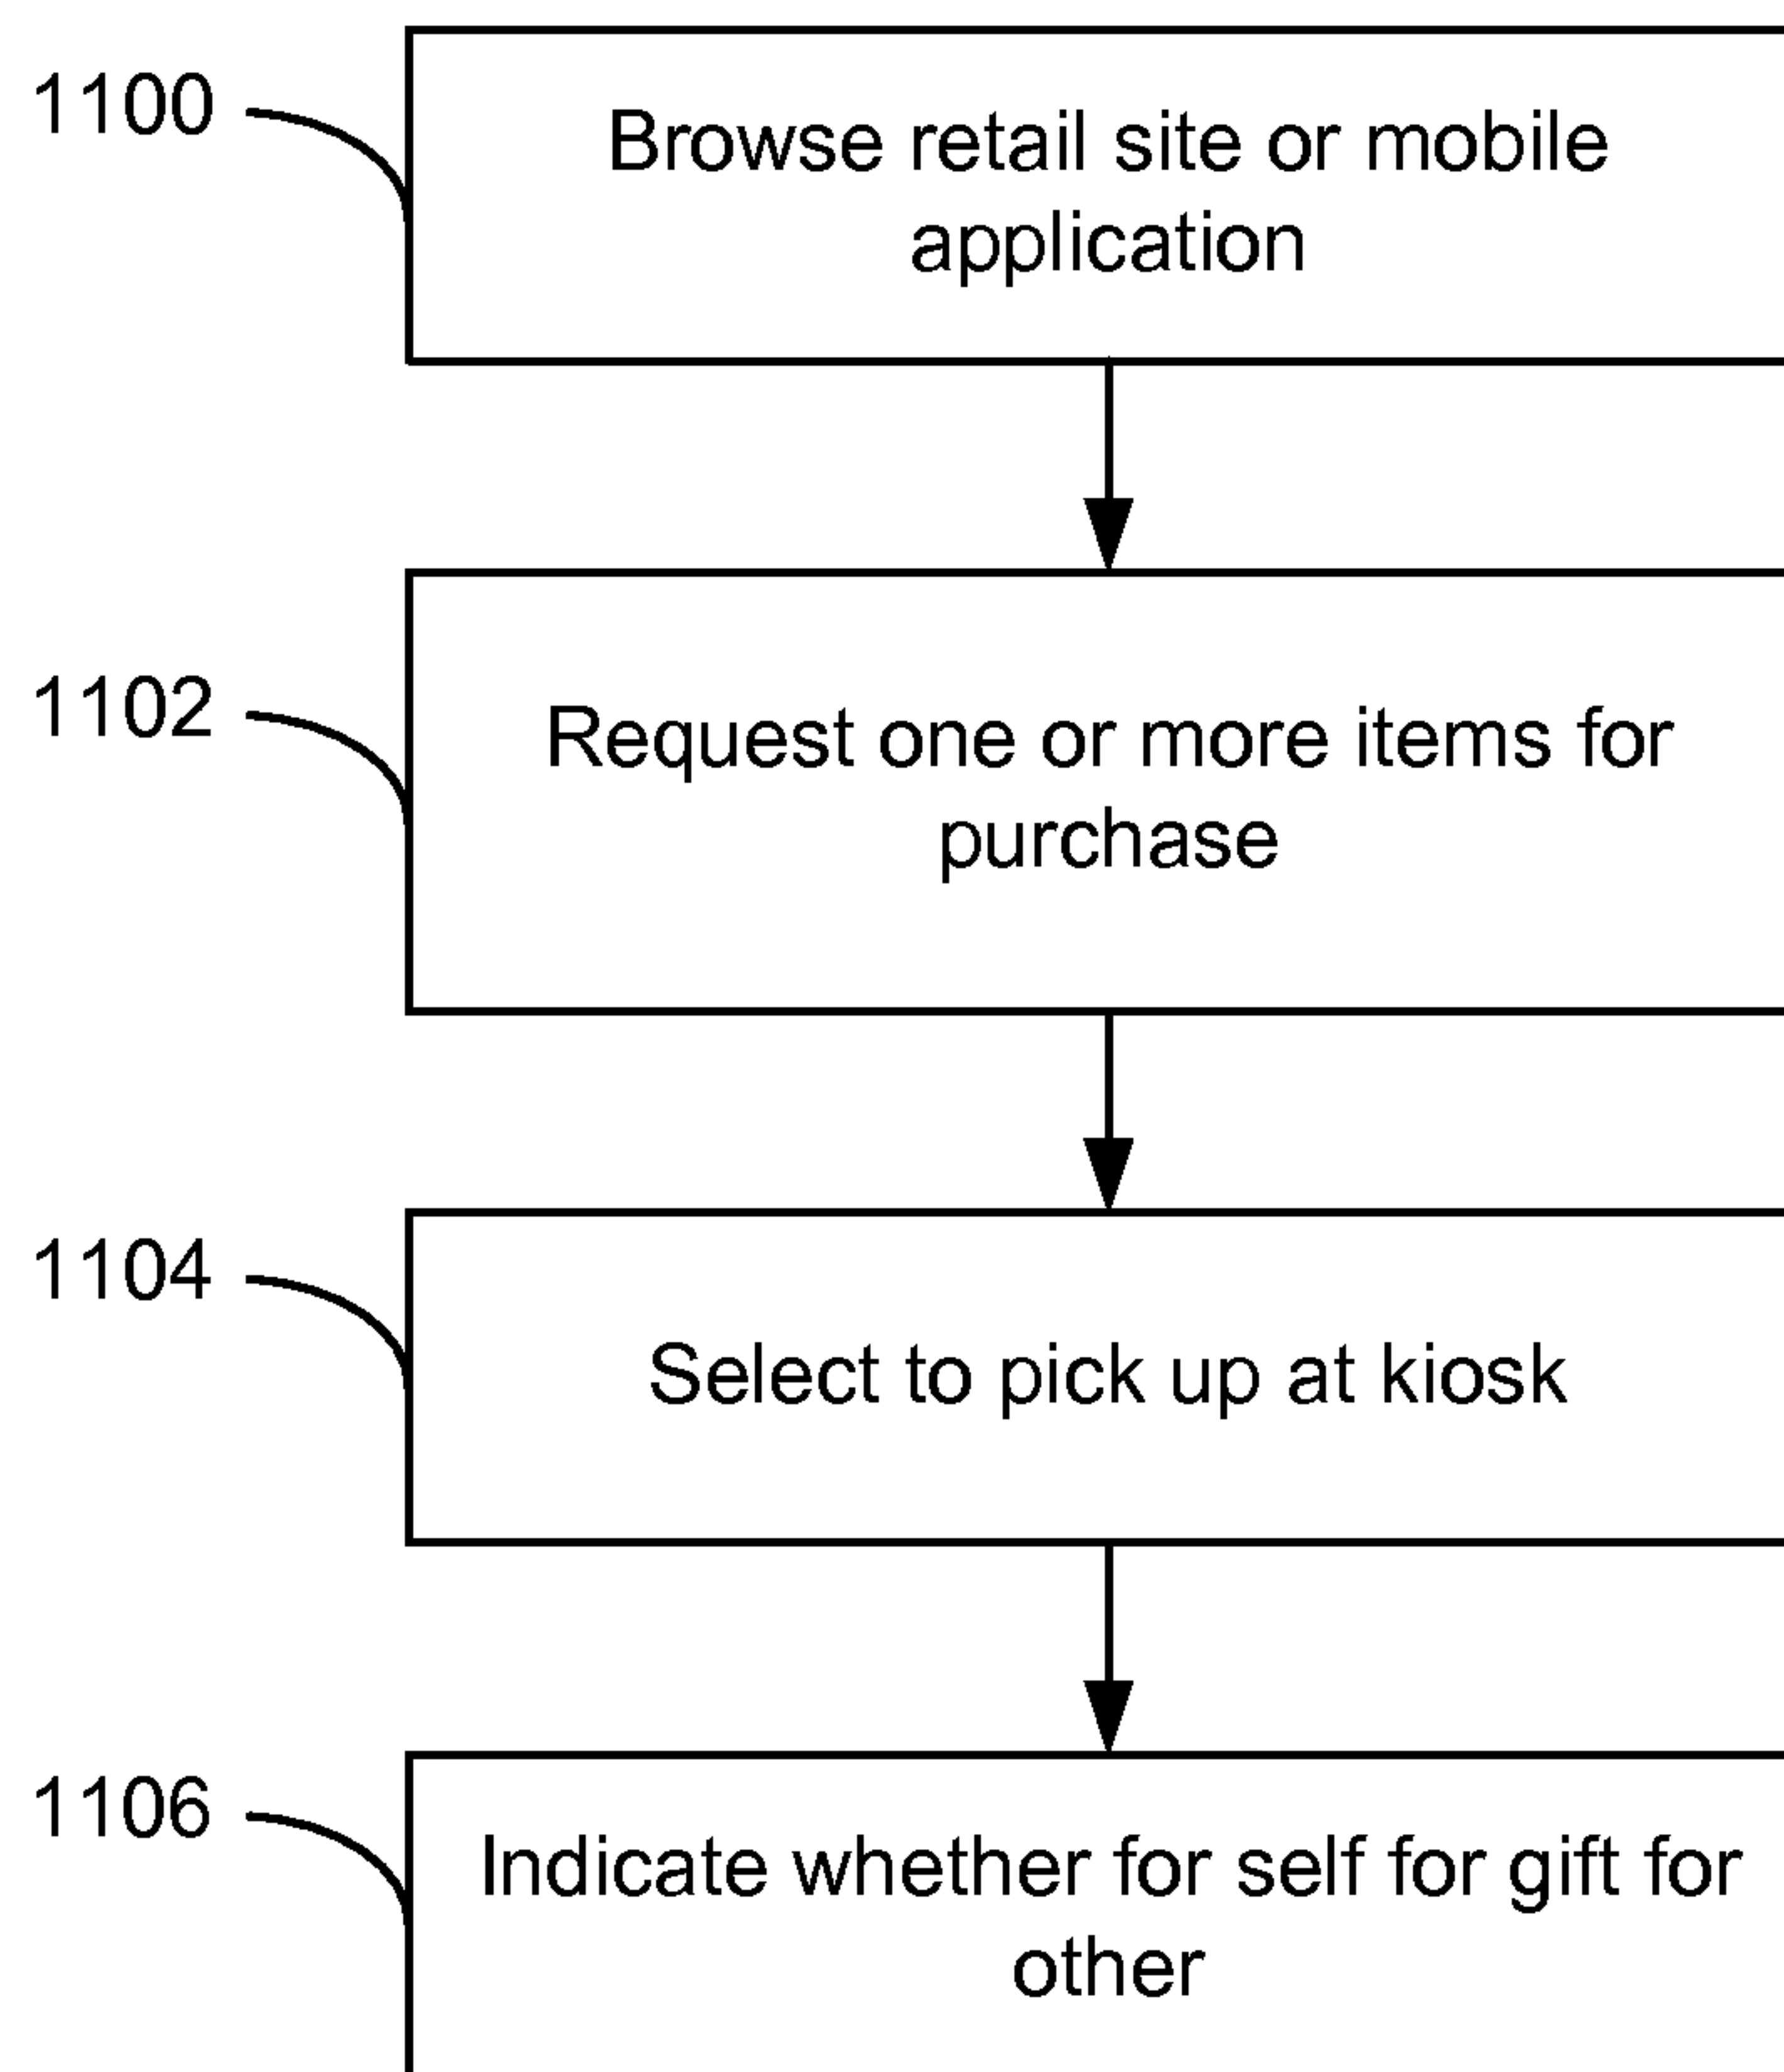 1100
Browse retail site or mobile
application
1102
Request one or more items for
purchase
1104
Select to pick up at kiosk
1106
Indicate whether for self for gift for
other